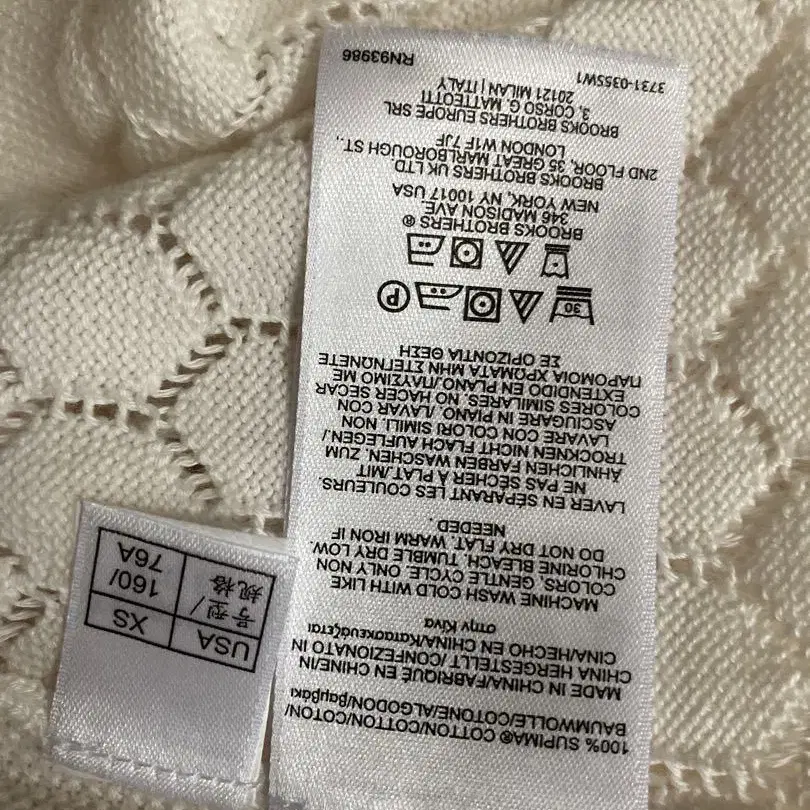 100% SUPIMA® COTTON/COTTON/COTON/
BAUMWOLLE/COTONE/ALGODON/βαμβακι
MADE IN CHINA/FABRIQUÉ EN CHINE/IN
CHINA HERGESTELLT/CONFEZIONATO IN
CINA/HECHO EN CHINA/Κατασκευάζεται
στην Κίνα
MACHINE WASH COLD WITH LIKE
COLORS, GENTLE CYCLE. ONLY NON
CHLORINE BLEACH. TUMBLE DRY LOW.
DO NOT DRY FLAT. WARM IRON IF
NEEDED.
LAVER EN SÉPARANT LES COULEURS.
NE PAS SÉCHER À PLAT./MIT
ÄHNLICHEN FARBEN WASCHEN. ZUM
TROCKNEN NICHT FLACH AUFLEGEN./
LAVARE CON COLORI SIMILI. NON
ASCIUGARE IN PIANO./LAVAR CON
COLORES SIMILARES. NO HACER SECAR
EXTENDIDO EN PLANO./ΠΛΥΣΙΜΟ ΜΕ
ΠΑΡΟΜΟΙΑ ΧΡΩΜΑΤΑ ΜΗΝ ΣΤΕΓΝΩΝΕΤΕ
ΣΕ ΟΡΙΖΟΝΤΙΑ ΘΕΣΗ
30 P
BROOKS BROTHERS ®
346 MADISON AVE.
NEW YORK, NY 10017 USA
BROOKS BROTHERS UK LTD.
2ND FLOOR, 35 GREAT MARLBOROUGH ST.,
LONDON W1F 7JF
BROOKS BROTHERS EUROPE SRL
3, CORSO G. MATTEOTTI
20121 MILAN | ITALY
3731-035SW1 RN93986
USA XS
号型/规格 160/76A